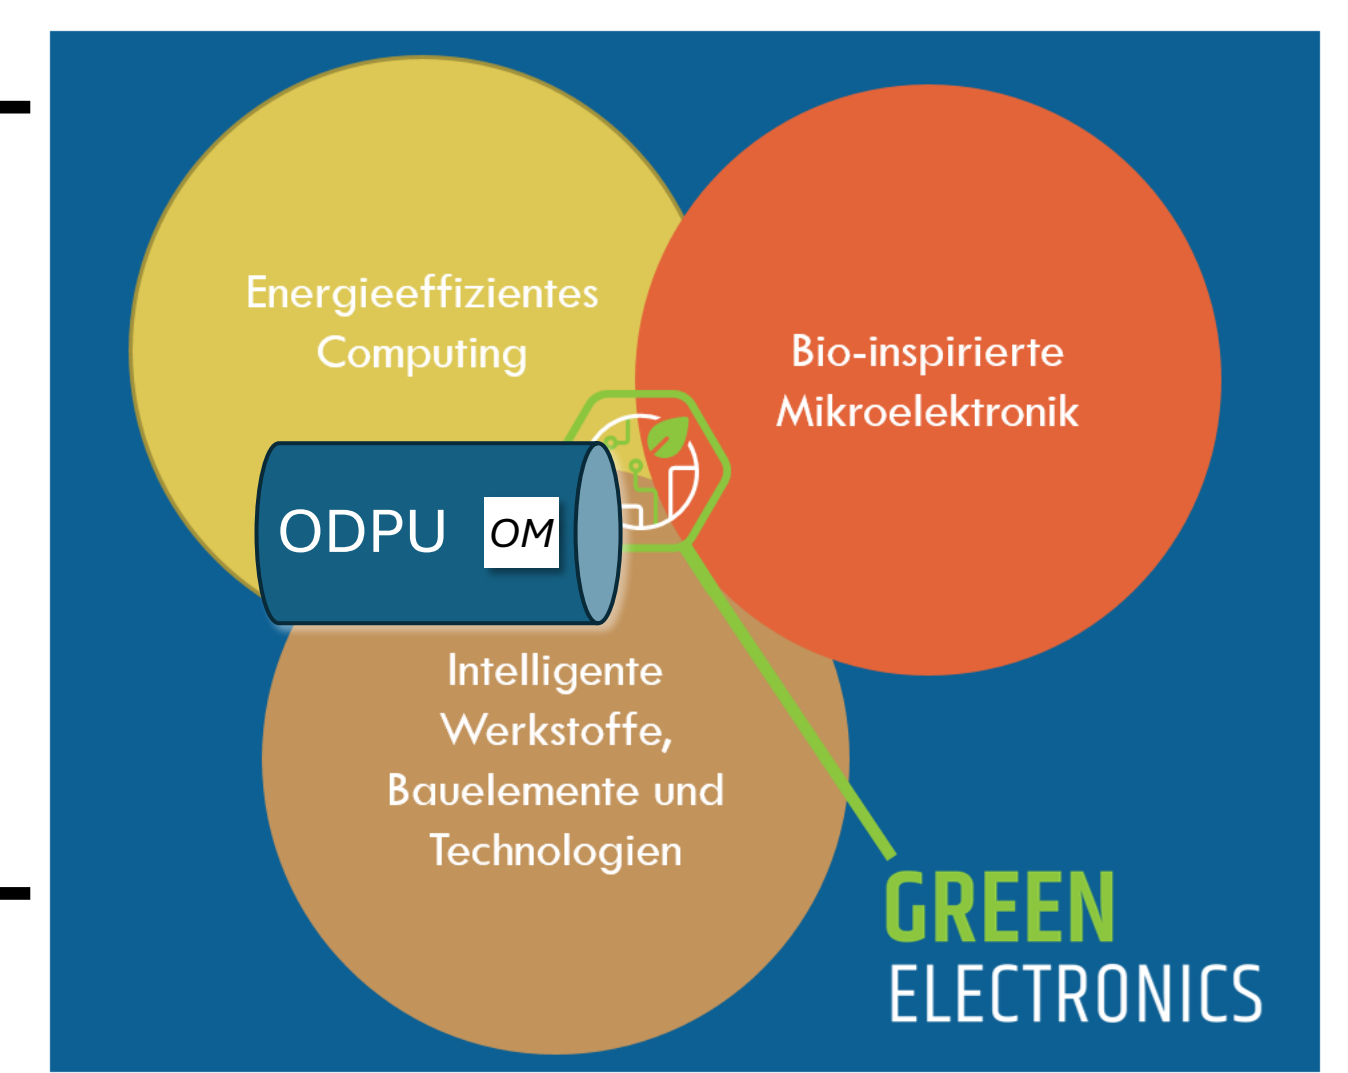 Energieeffizientes
Computing
Bio-inspirierte
Mikroelektronik
ODPU
OM
Intelligente
Werkstoffe,
Bauelemente und
Technologien
GREEN
ELECTRONICS